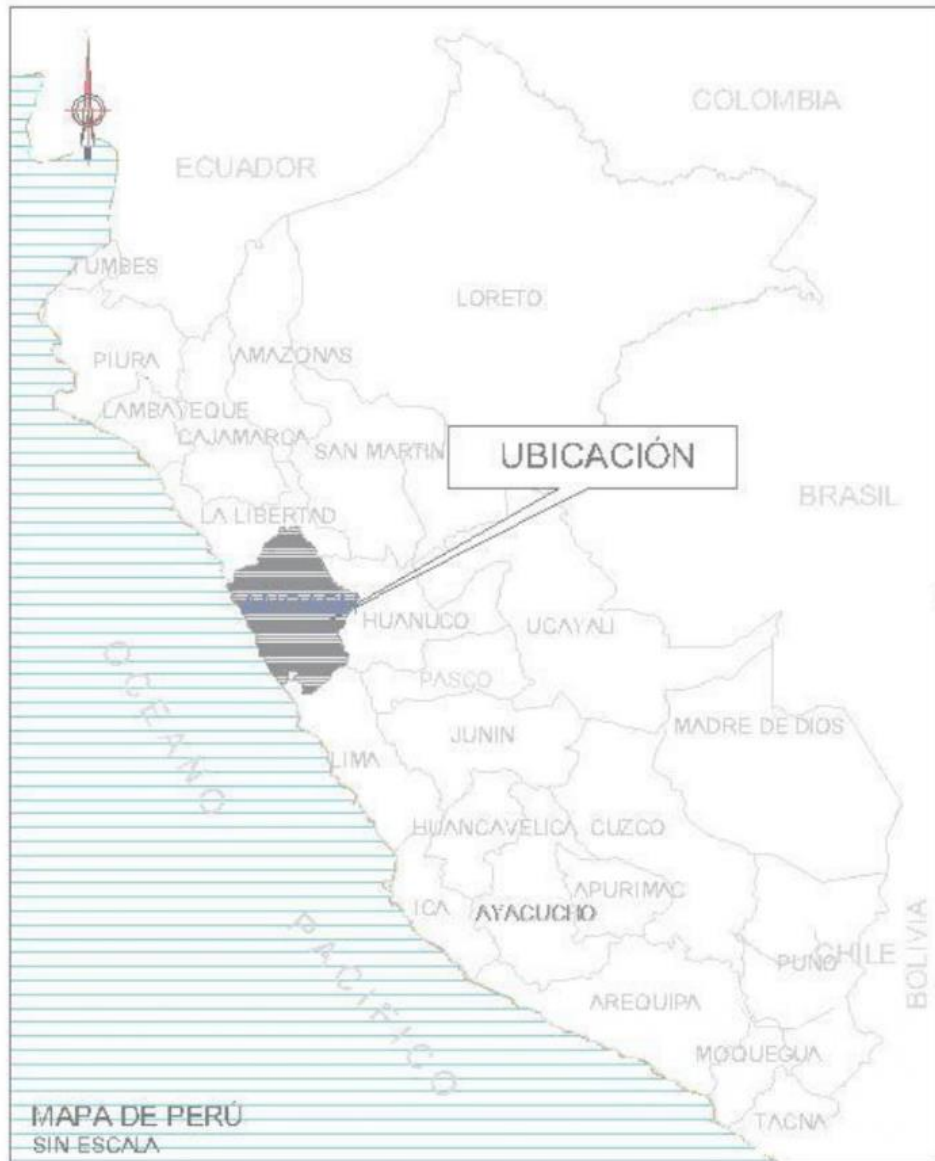 COLOMBIA
ECUADOR
TUMBES
LORETO
PIURA
AMAZONAS
LAMBAYEQUE
CAJAMARCA
SAN MARTIN
UBICACIÓN
BRASIL
LA LIBERTAD
HUANUCO
UCAYALI
OCEANO
PASCO
MADRE DE DIOS
JUNIN
LIMA
HUANCAVELICA
CUZCO
APURIMAC
ICA
AYACUCHO
PACIFICO
PUNO
CHILE
BOLIVIA
AREQUIPA
MOQUEGUA
TACNA
MAPA DE PERÚ
SIN ESCALA